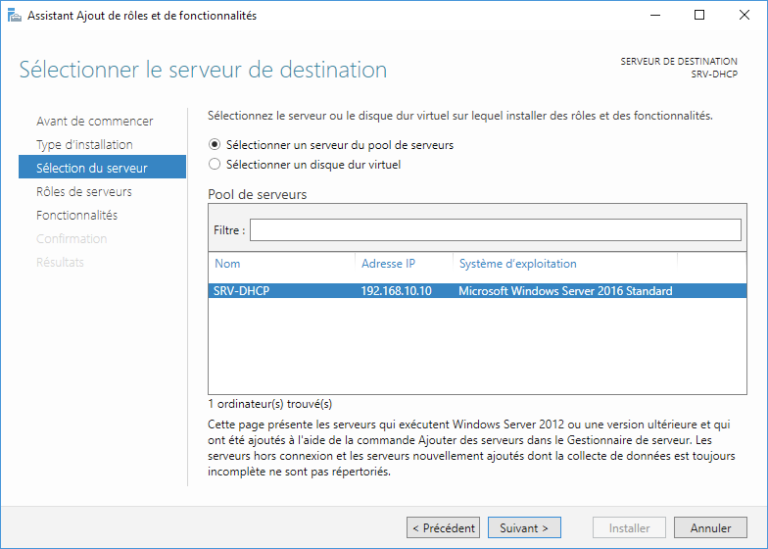 Assistant Ajout de rôles et de fonctionnalités
Sélectionner le serveur de destination
SERVEUR DE DESTINATION
SRV-DHCP
Avant de commencer
Type d'installation
Sélection du serveur
Rôles de serveurs
Fonctionnalités
Confirmation
Résultats
Sélectionnez le serveur ou le disque dur virtuel sur lequel installer des rôles et des fonctionnalités.
Sélectionner un serveur du pool de serveurs
Sélectionner un disque dur virtuel
Pool de serveurs
Filtre :
Nom Adresse IP Système d'exploitation
SRV-DHCP 192.168.10.10 Microsoft Windows Server 2016 Standard
1 ordinateur(s) trouvé(s)
Cette page présente les serveurs qui exécutent Windows Server 2012 ou une version ultérieure et qui
ont été ajoutés à l'aide de la commande Ajouter des serveurs dans le Gestionnaire de serveur. Les
serveurs hors connexion et les serveurs nouvellement ajoutés dont la collecte de données est toujours
incomplète ne sont pas répertoriés.
< Précédent Suivant > Installer Annuler